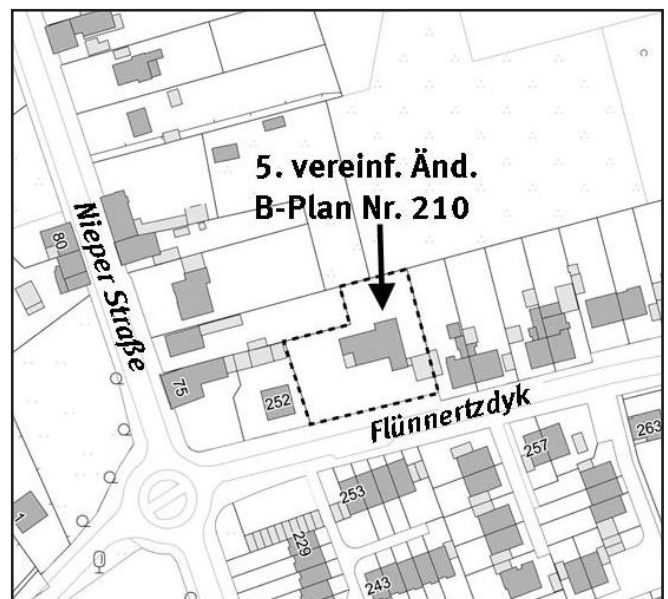 5. vereinf. Änd.
B-Plan Nr. 210
Nieper Straße
80
75
252
Flünnertzdyk
263
257
253
229
243
1